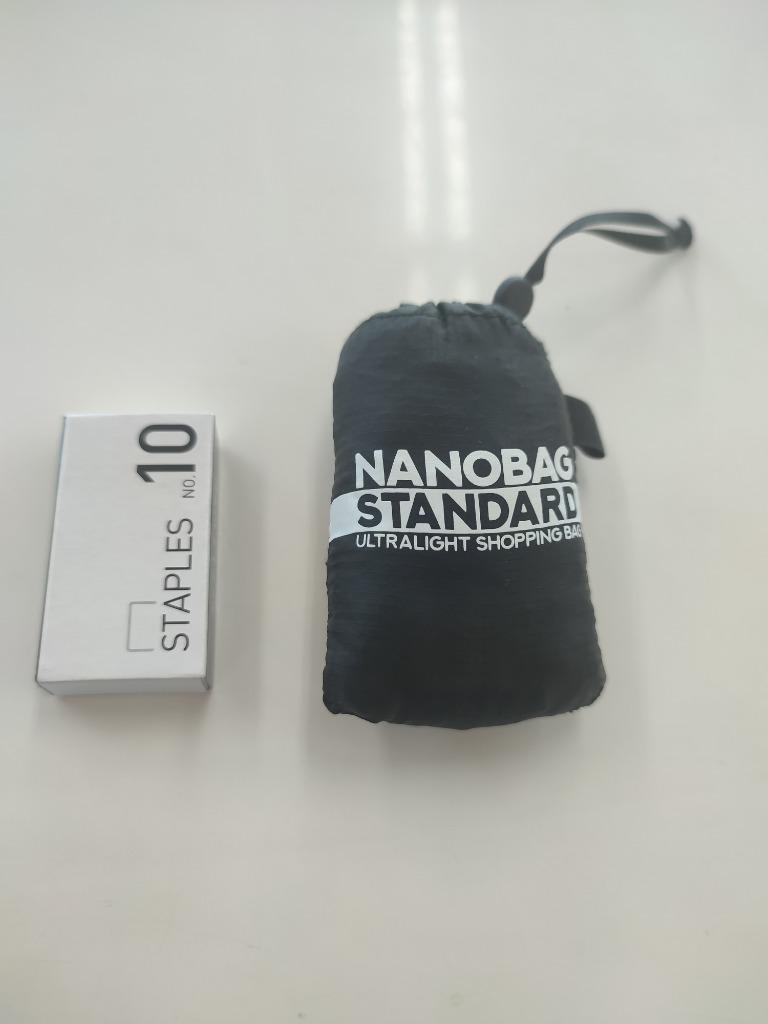 STAPLES NO. 10
NANOBAG
STANDARD
ULTRALIGHT SHOPPING BAG